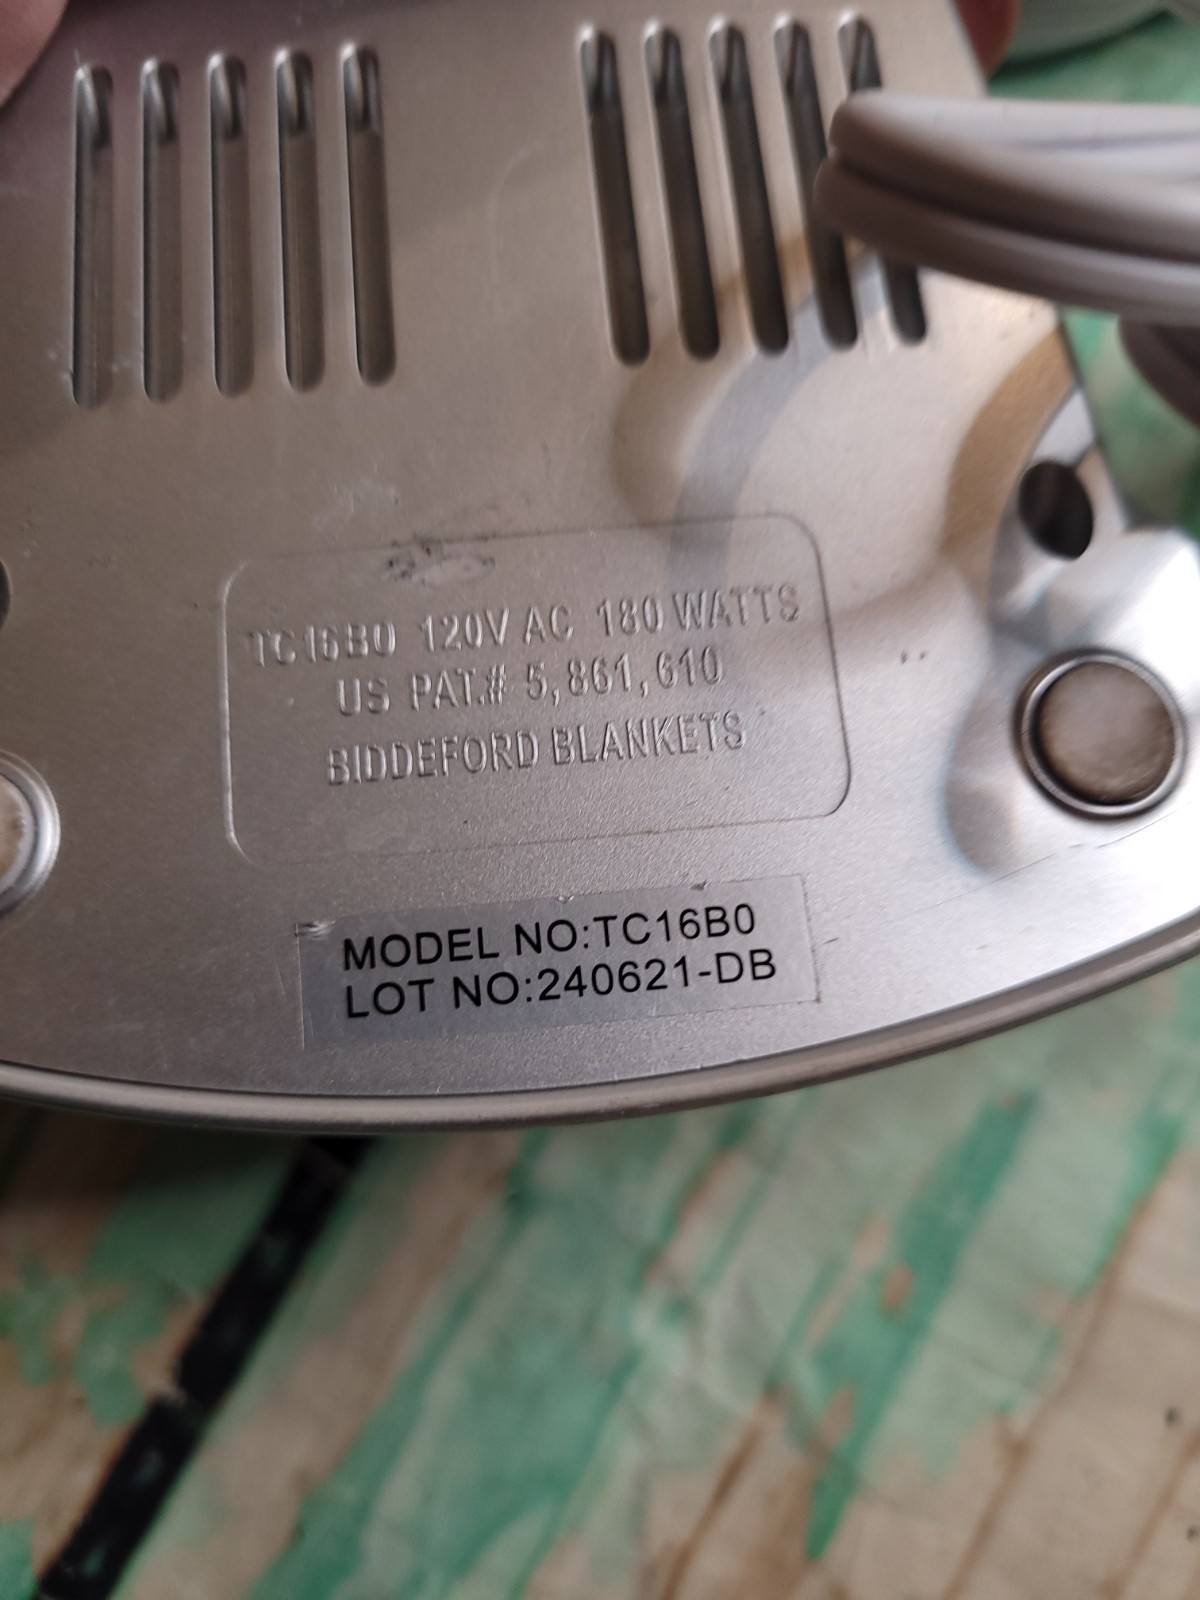 TC16B0 120V AC 180 WATTS
US PAT.# 5,861,610
BIDDEFORD BLANKETS
MODEL NO:TC16B0
LOT NO:240621-DB